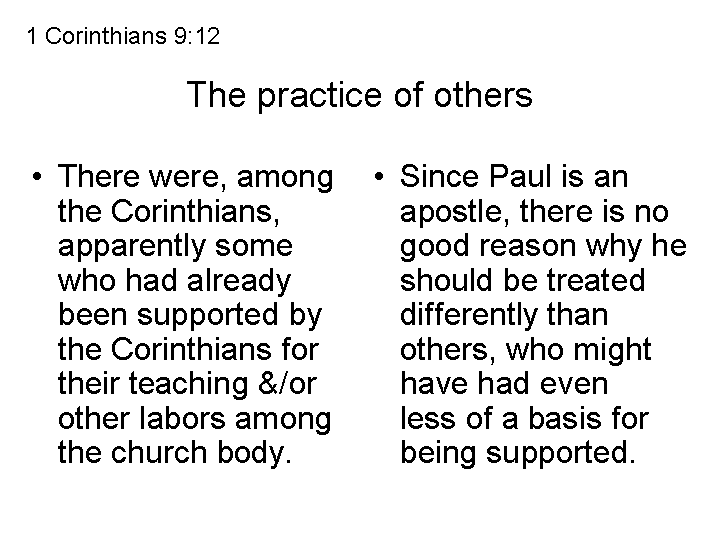 1 Corinthians 9:12
The practice of others
• There were, among
the Corinthians,
apparently some
who had already
been supported by
the Corinthians for
their teaching &/or
other labors among
the church body.
• Since Paul is an
apostle, there is no
good reason why he
should be treated
differently than
others, who might
have had even
less of a basis for
being supported.